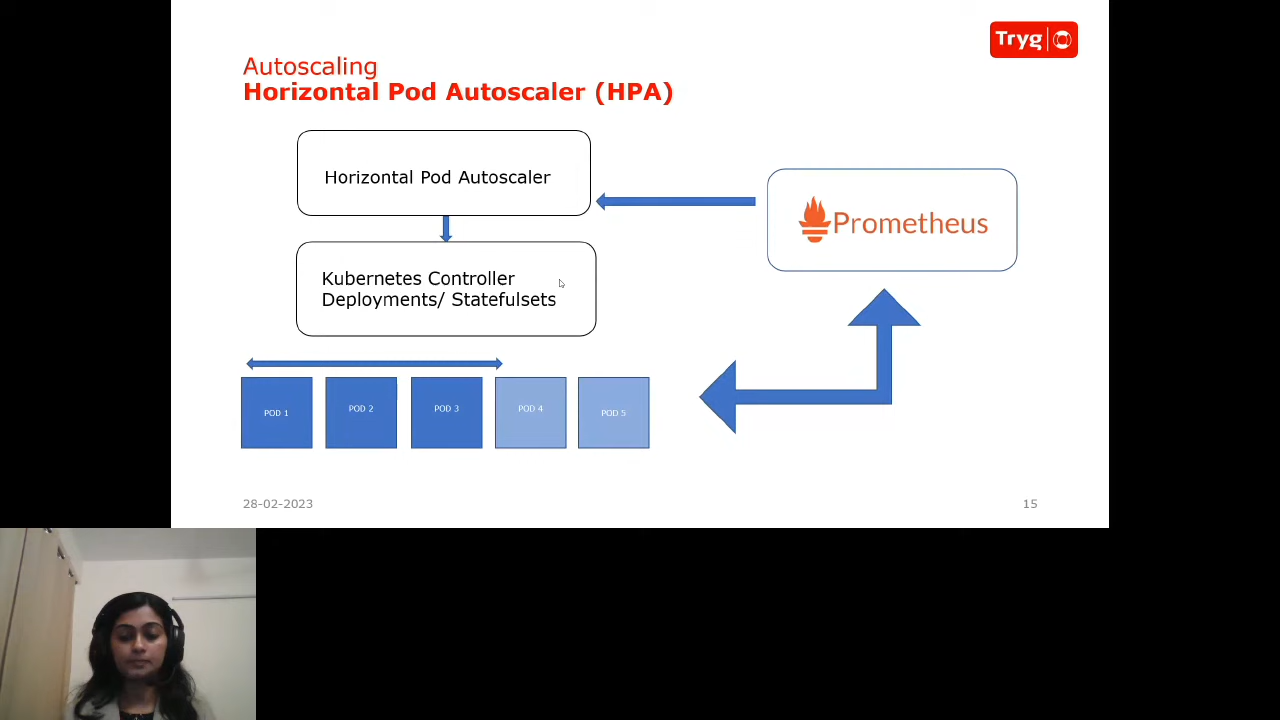 Tryg
Autoscaling
Horizontal Pod Autoscaler (HPA)
Horizontal Pod Autoscaler
Prometheus
Kubernetes Controller
Deployments/ Statefulsets
POD 1
POD 2
POD 3
POD 4
POD 5
28-02-2023
15